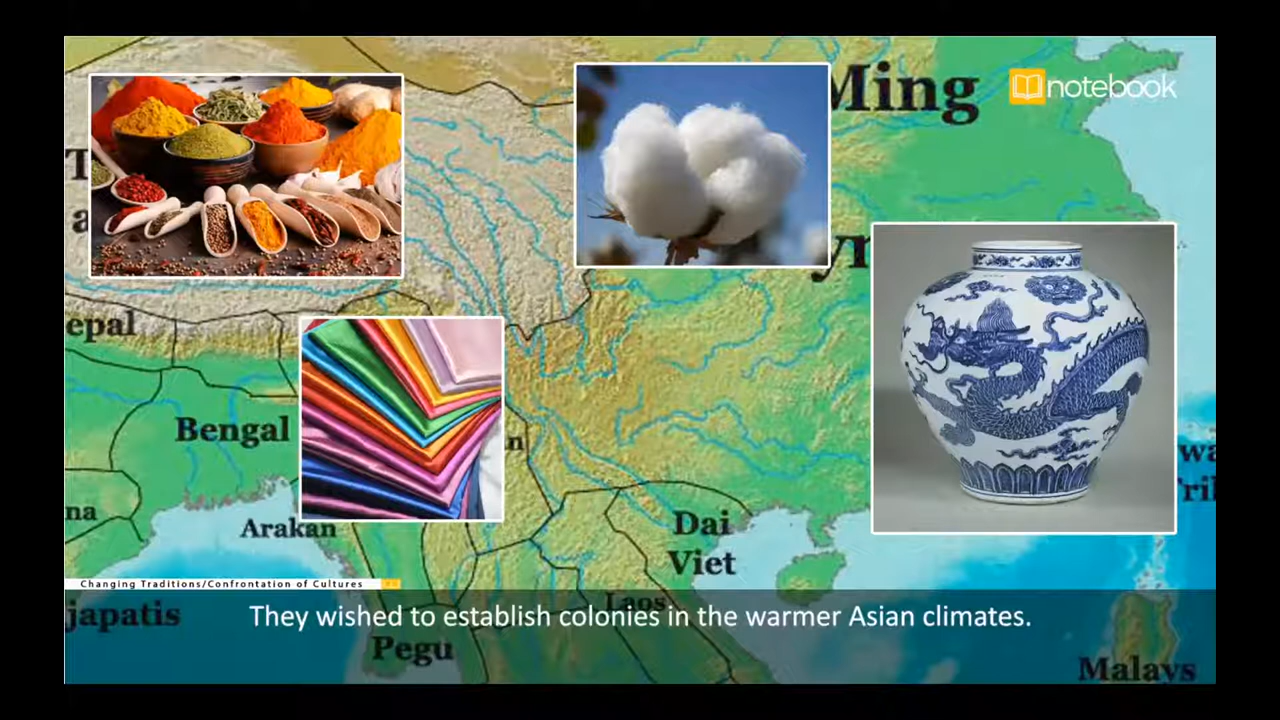 Ming
notebook
epal
Bengal
Arakan
Dai
Viet
Changing Traditions/Confrontation of Cultures
japatis
Laos
They wished to establish colonies in the warmer Asian climates.
Pegu
Malays